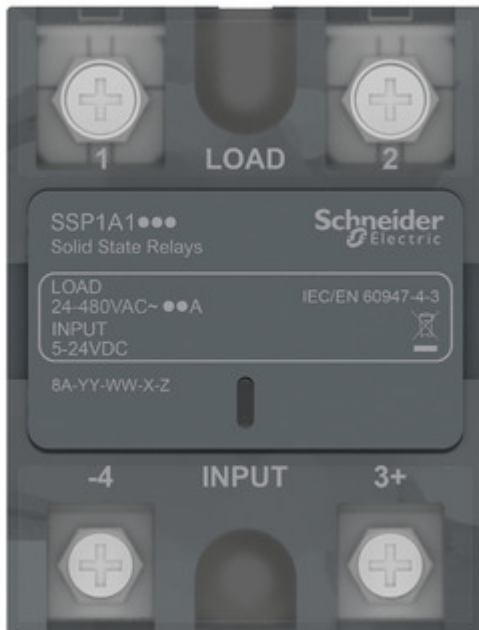 1 LOAD 2
SSP1A1●●●
Solid State Relays
Schneider
Electric
LOAD
24-480VAC~ ●●A
INPUT
5-24VDC
IEC/EN 60947-4-3
8A-YY-WW-X-Z
-4 INPUT 3+